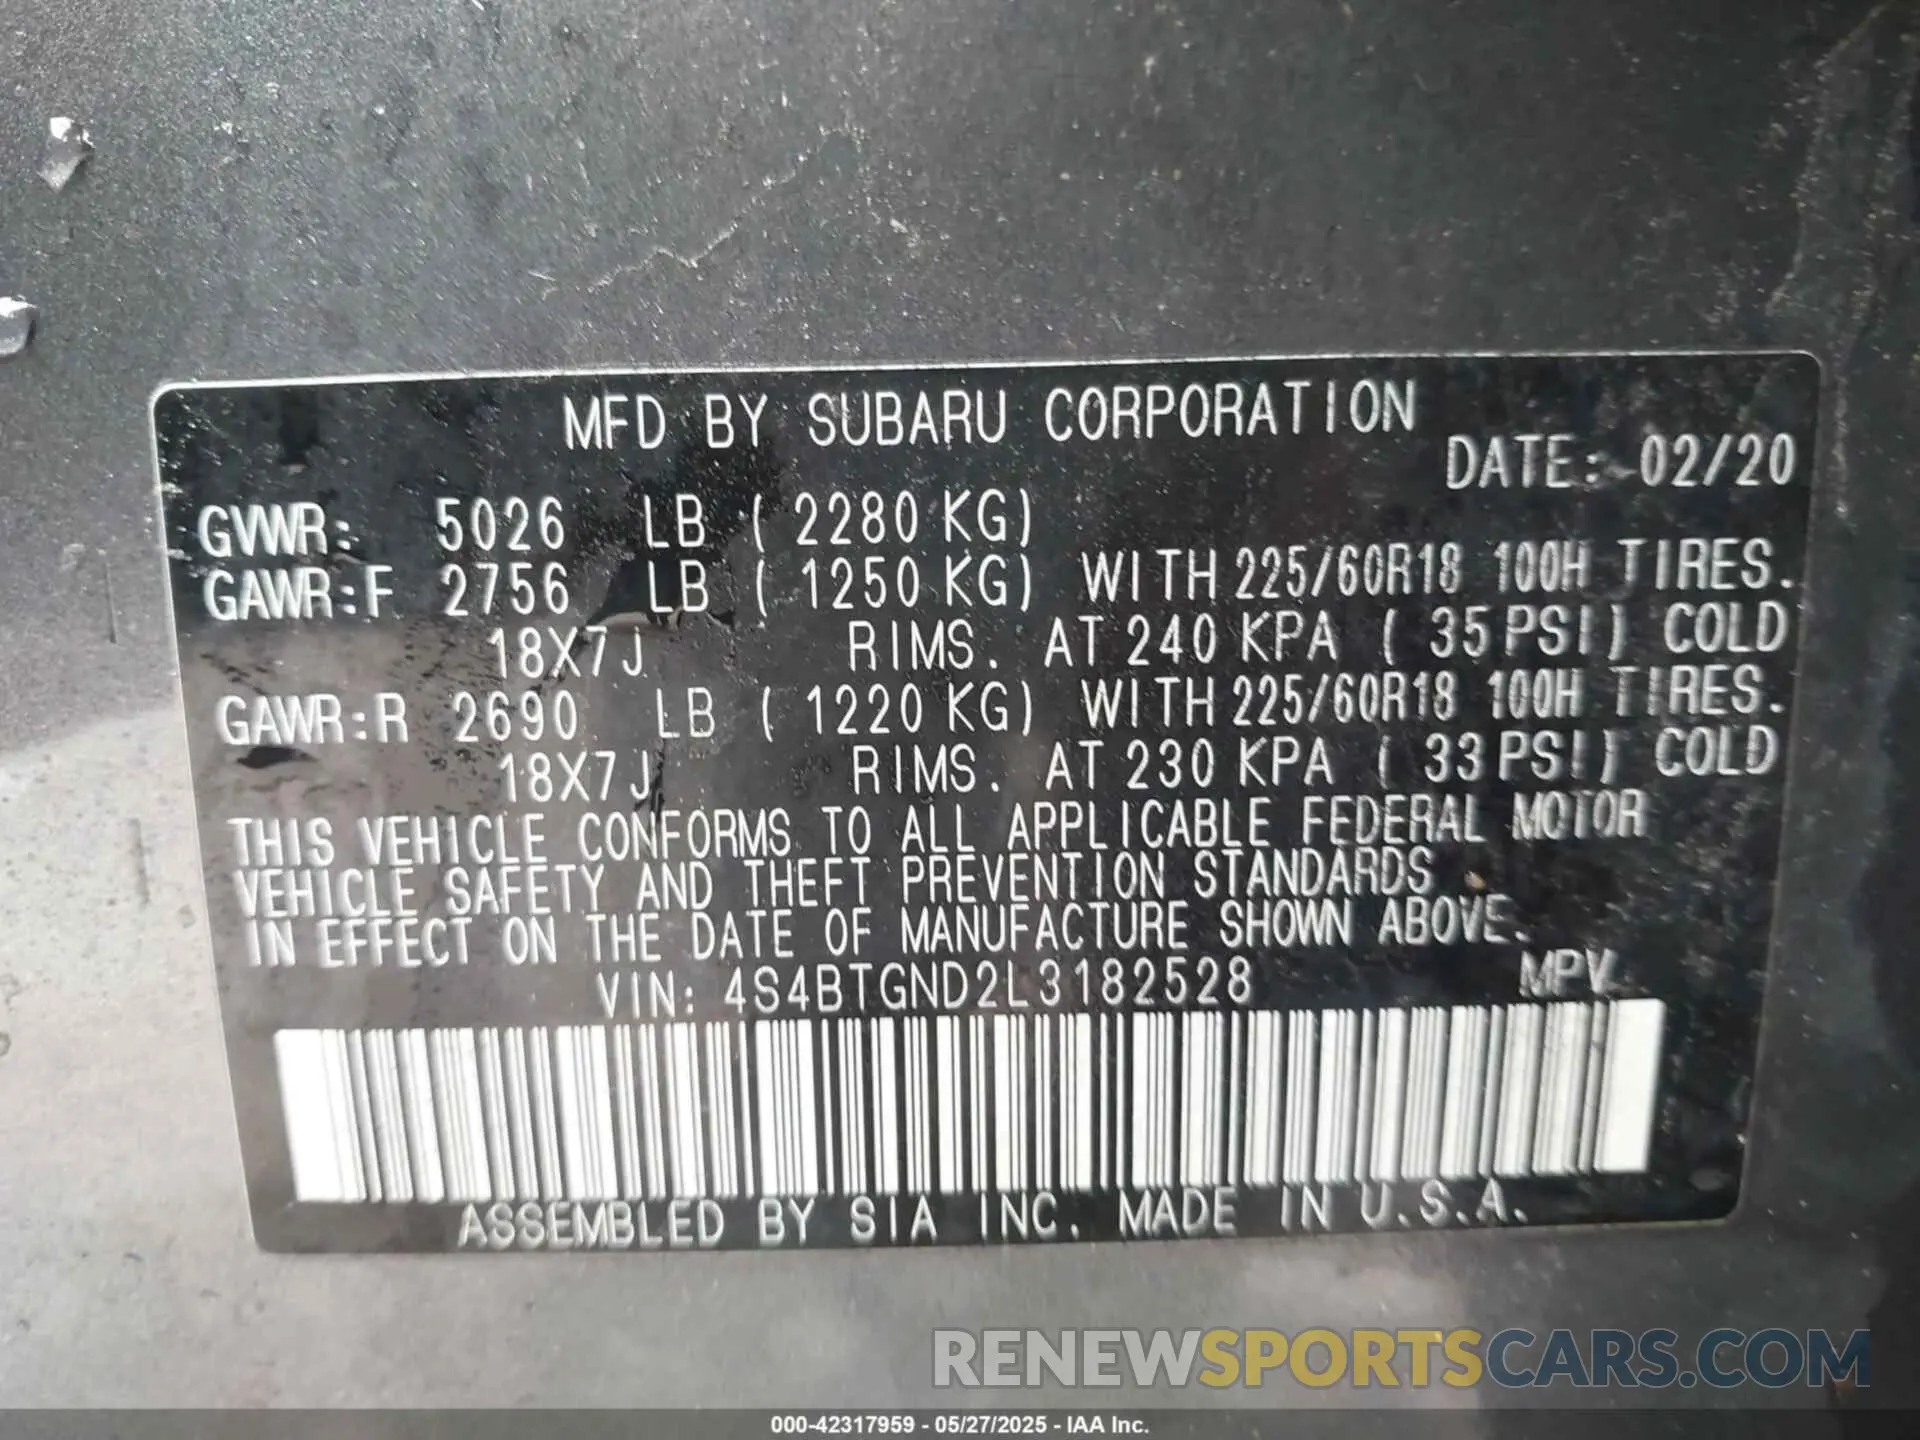 MFD BY SUBARU CORPORATION
DATE: 02/20
GVWR: 5026 LB ( 2280 KG)
GAWR:F 2756 LB ( 1250 KG) WITH 225/60R18 100H TIRES.
18X7J RIMS. AT 240 KPA ( 35 PSI) COLD
GAWR:R 2690 LB ( 1220 KG) WITH 225/60R18 100H TIRES.
18X7J RIMS. AT 230 KPA ( 33 PSI) COLD
THIS VEHICLE CONFORMS TO ALL APPLICABLE FEDERAL MOTOR
VEHICLE SAFETY AND THEFT PREVENTION STANDARDS
IN EFFECT ON THE DATE OF MANUFACTURE SHOWN ABOVE.
VIN: 4S4BTGND2L3182528 MPV
ASSEMBLED BY SIA INC. MADE IN U.S.A.
RENEWSPORTSCARS.COM
000-42317959 - 05/27/2025 - IAA Inc.